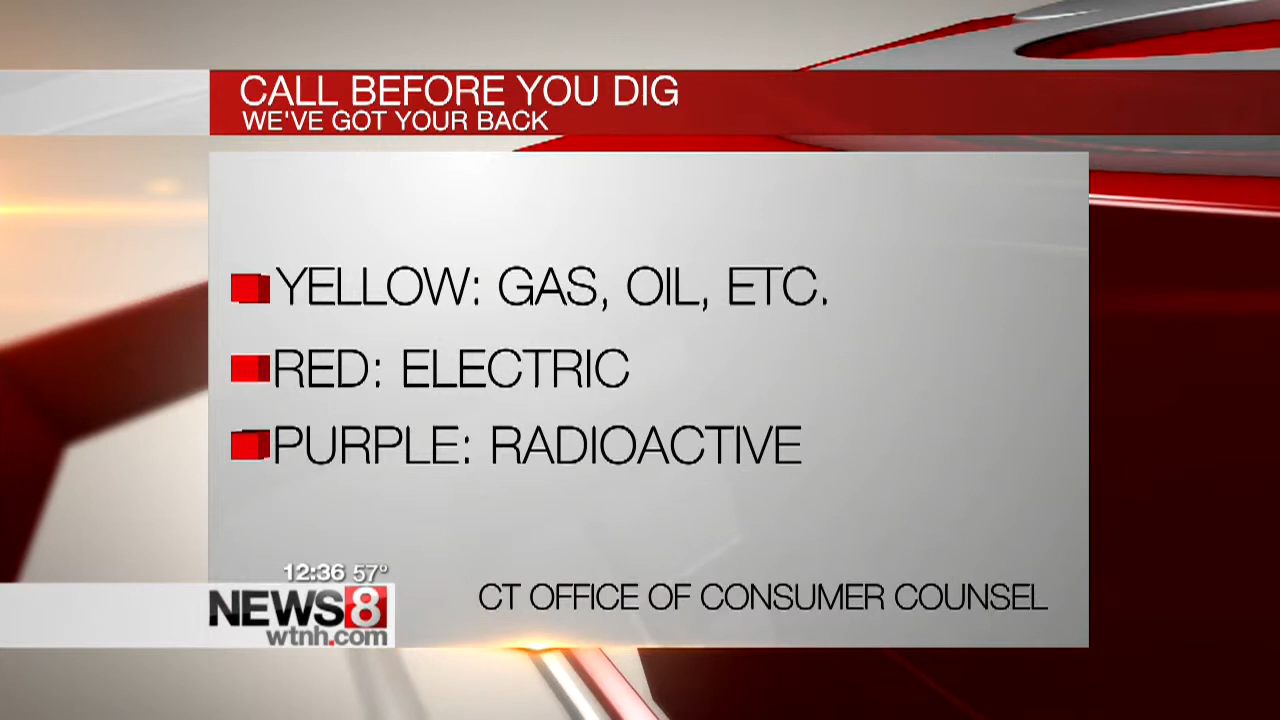 CALL BEFORE YOU DIG
WE'VE GOT YOUR BACK
YELLOW: GAS, OIL, ETC.
RED: ELECTRIC
PURPLE: RADIOACTIVE
12:36 57°
NEWS8
wtnh.com
CT OFFICE OF CONSUMER COUNSEL